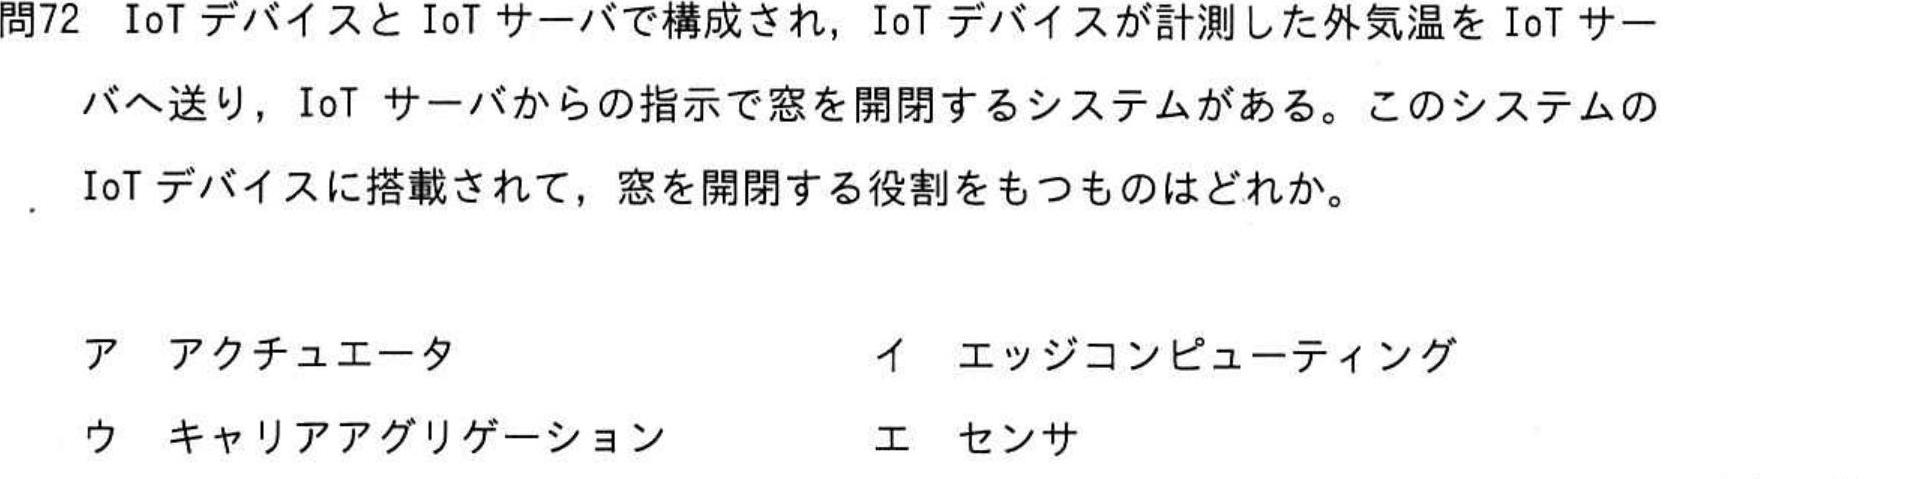 問72 IoT デバイスと IoT サーバで構成され，IoT デバイスが計測した外気温を IoT サー
バへ送り，IoT サーバからの指示で窓を開閉するシステムがある。このシステムの
IoT デバイスに搭載されて，窓を開閉する役割をもつものはどれか。
ア アクチュエータ イ エッジコンピューティング
ウ キャリアアグリゲーション エ センサ